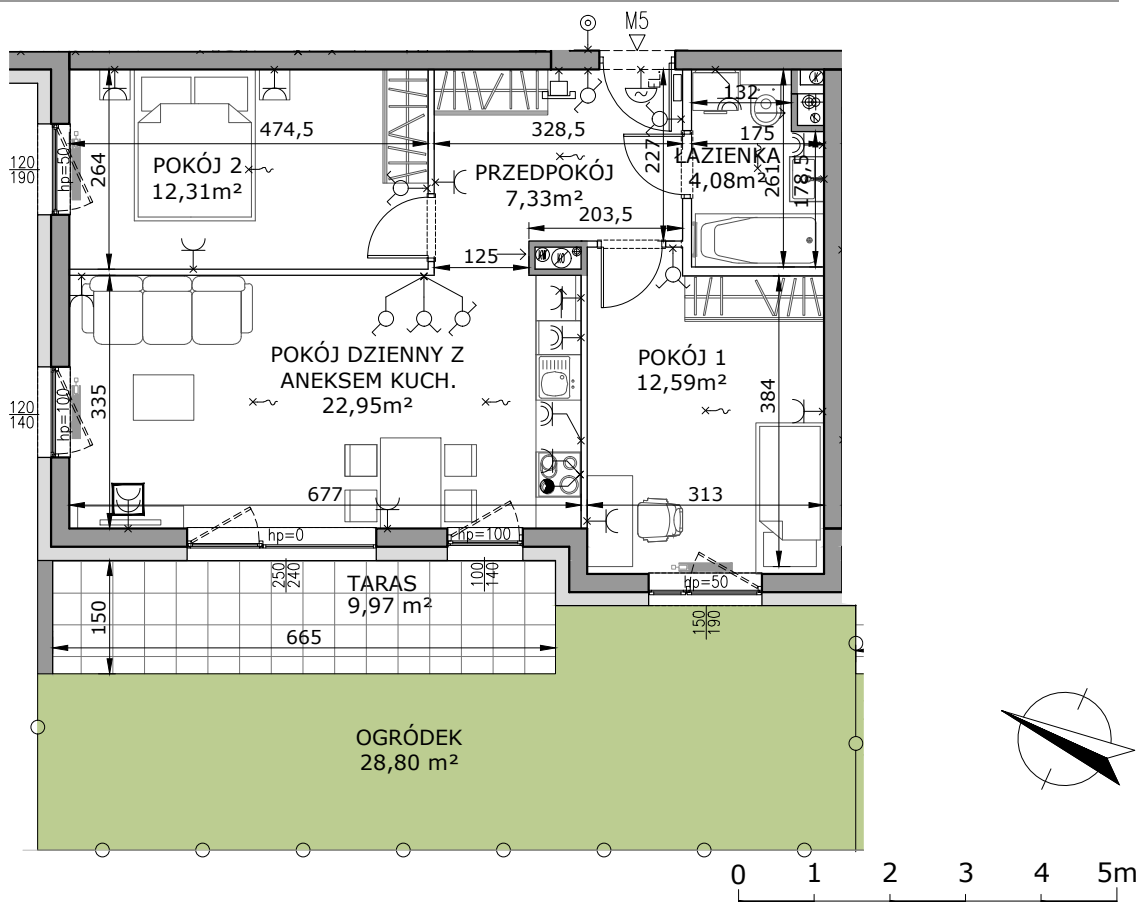 M5
EL
132
474,5
328,5
175
120
190
hp=50
264
POKÓJ 2
12,31m²
PRZEDPOKÓJ
7,33m²
227
ŁAZIENKA
4,08m²
261
178,5
203,5
125
POKÓJ DZIENNY Z
ANEKSEM KUCH.
22,95m²
POKÓJ 1
12,59m²
384
335
120
140
hp=100
677
313
hp=0
hp=100
hp=50
250
240
100
140
150
190
TARAS
9,97 m²
150
665
OGRÓDEK
28,80 m²
0 1 2 3 4 5m